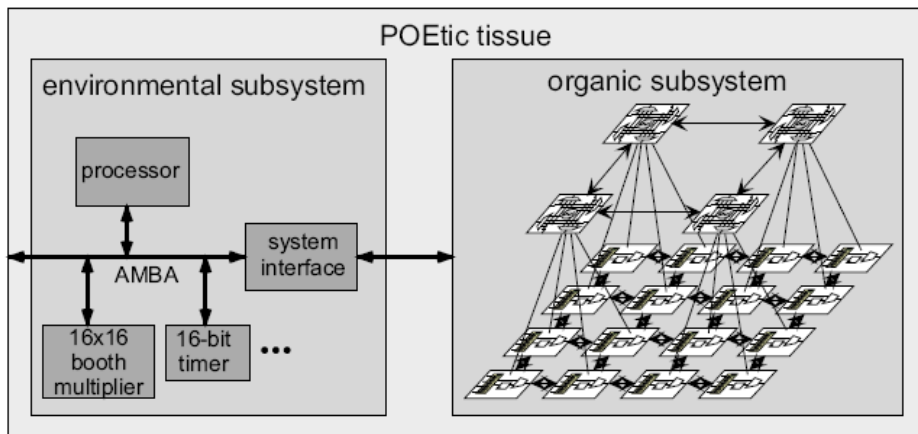 POEtic tissue
environmental subsystem
organic subsystem
processor
system
interface
AMBA
16x16
booth
multiplier
16-bit
timer
•••